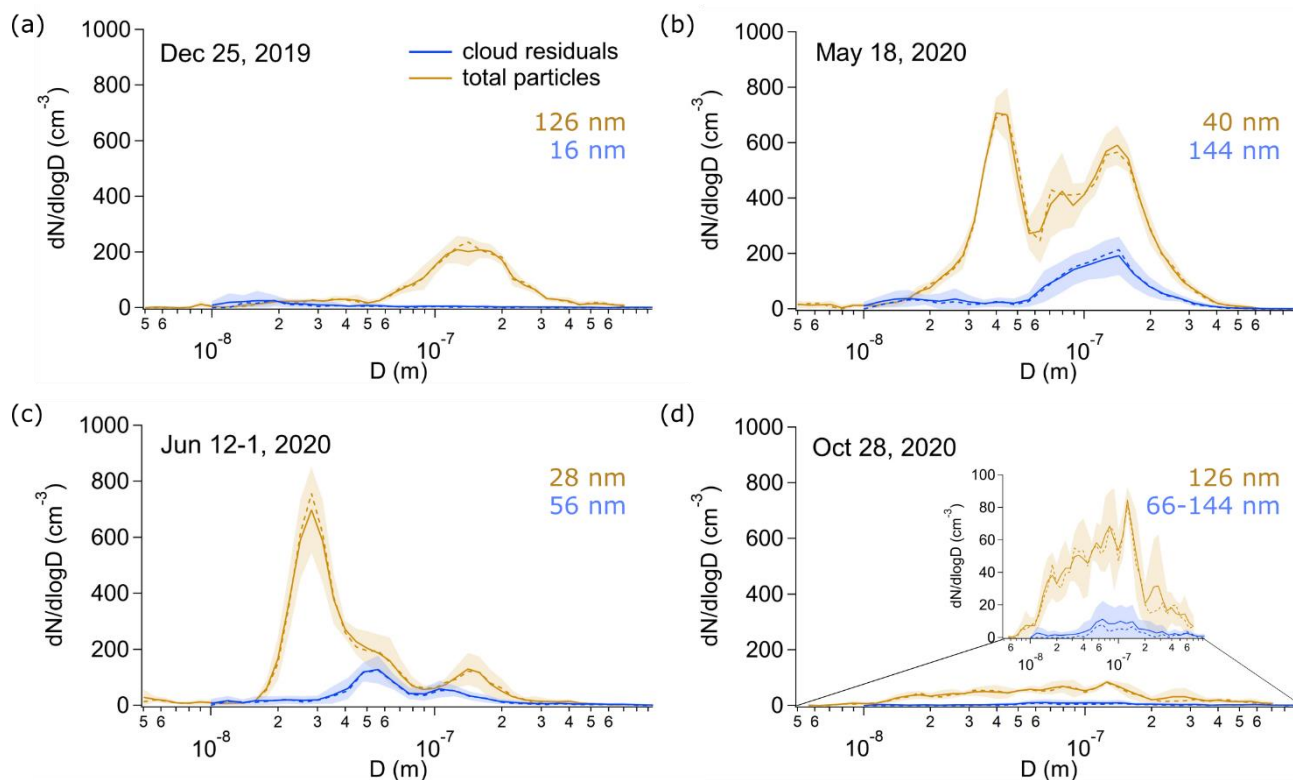 (a)
1000
800
600
400
200
0
dN/dlogD (cm⁻³)
Dec 25, 2019
cloud residuals
total particles
126 nm
16 nm
5 6 2 3 4 5 6 2 3 4 5 6
10⁻⁸ 10⁻⁷
D (m)
(b)
1000
800
600
400
200
0
dN/dlogD (cm⁻³)
May 18, 2020
40 nm
144 nm
5 6 2 3 4 5 6 2 3 4 5 6
10⁻⁸ 10⁻⁷
D (m)
(c)
1000
800
600
400
200
0
dN/dlogD (cm⁻³)
Jun 12-1, 2020
28 nm
56 nm
5 6 2 3 4 5 6 2 3 4 5 6
10⁻⁸ 10⁻⁷
D (m)
(d)
1000
800
600
400
200
0
dN/dlogD (cm⁻³)
Oct 28, 2020
126 nm
66-144 nm
100
80
60
40
20
0
dN/dlogD (cm⁻³)
6 2 4 6 2 4 6
10⁻⁸ 10⁻⁷
5 6 2 3 4 5 6 2 3 4 5 6
10⁻⁸ 10⁻⁷
D (m)